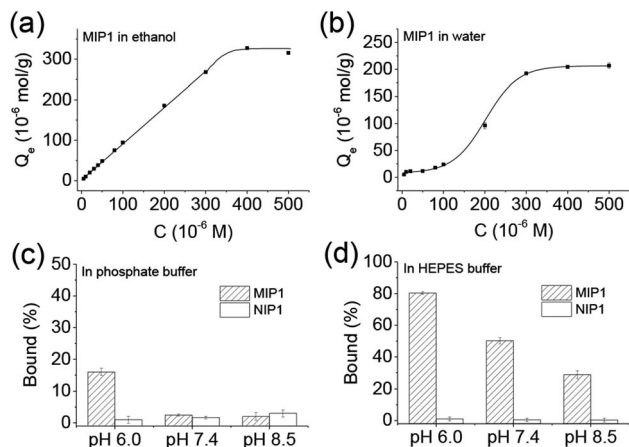 (a)
MIP1 in ethanol
Qe (10-6 mol/g)
300
200
100
0
0 100 200 300 400 500
C (10-6 M)
(b)
MIP1 in water
Qe (10-6 mol/g)
250
200
150
100
50
0
0 100 200 300 400 500
C (10-6 M)
(c)
In phosphate buffer
MIP1
NIP1
Bound (%)
50
40
30
20
10
0
pH 6.0 pH 7.4 pH 8.5
(d)
In HEPES buffer
MIP1
NIP1
Bound (%)
100
80
60
40
20
0
pH 6.0 pH 7.4 pH 8.5